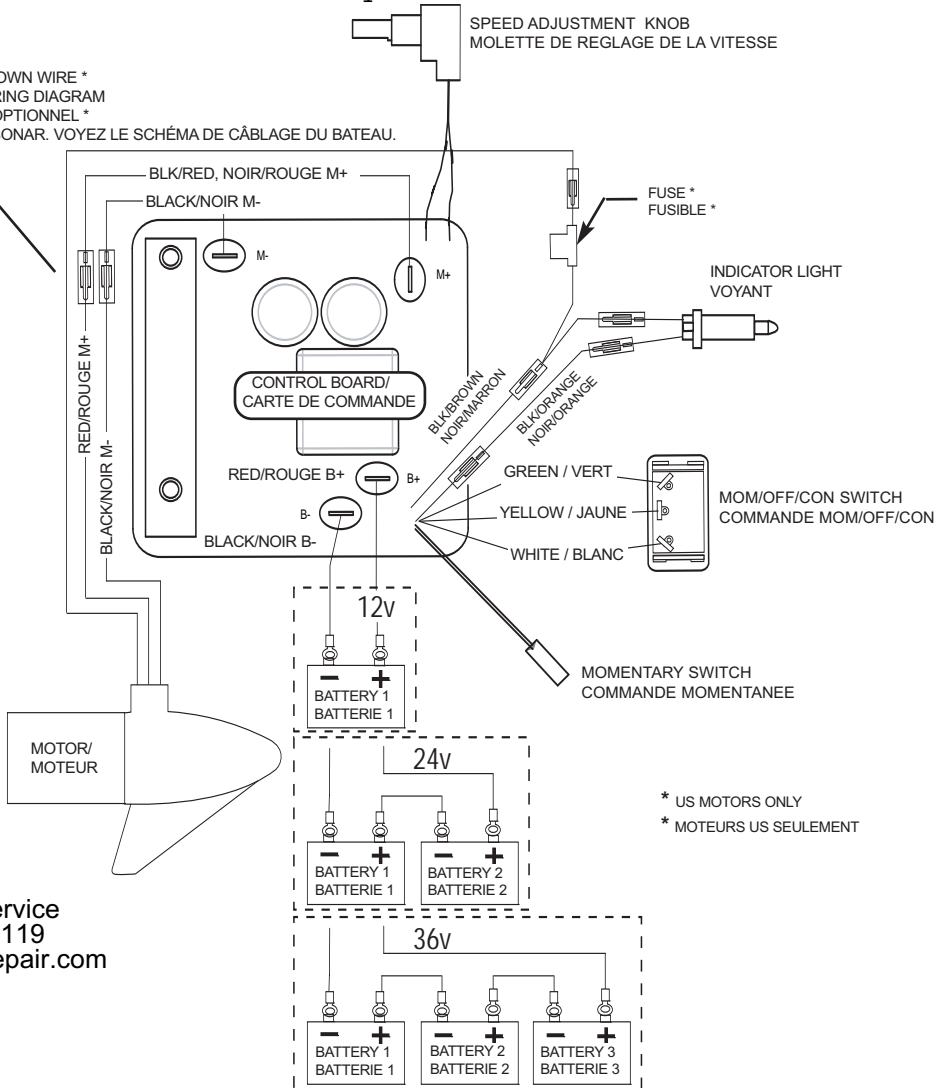 SPEED ADJUSTMENT KNOB
MOLETTE DE REGLAGE DE LA VITESSE
OWN WIRE *
RING DIAGRAM
OPTIONNEL *
SONAR. VOYEZ LE SCHÉMA DE CÂBLAGE DU BATEAU.
BLK/RED, NOIR/ROUGE M+
BLACK/NOIR M-
FUSE *
FUSIBLE *
M-
M+
INDICATOR LIGHT
VOYANT
RED/ROUGE M+
BLACK/NOIR M-
CONTROL BOARD/
CARTE DE COMMANDE
BLK/BROWN
NOIR/MARRON
BLK/ORANGE
NOIR/ORANGE
RED/ROUGE B+
B+
B-
BLACK/NOIR B-
GREEN / VERT
YELLOW / JAUNE
WHITE / BLANC
MOM/OFF/CON SWITCH
COMMANDE MOM/OFF/CON
12v
– +
BATTERY 1
BATTERIE 1
MOMENTARY SWITCH
COMMANDE MOMENTANEE
MOTOR/
MOTEUR
24v
– +
BATTERY 1
BATTERIE 1
– +
BATTERY 2
BATTERIE 2
* US MOTORS ONLY
* MOTEURS US SEULEMENT
ervice
119
epair.com
36v
– +
BATTERY 1
BATTERIE 1
– +
BATTERY 2
BATTERIE 2
– +
BATTERY 3
BATTERIE 3